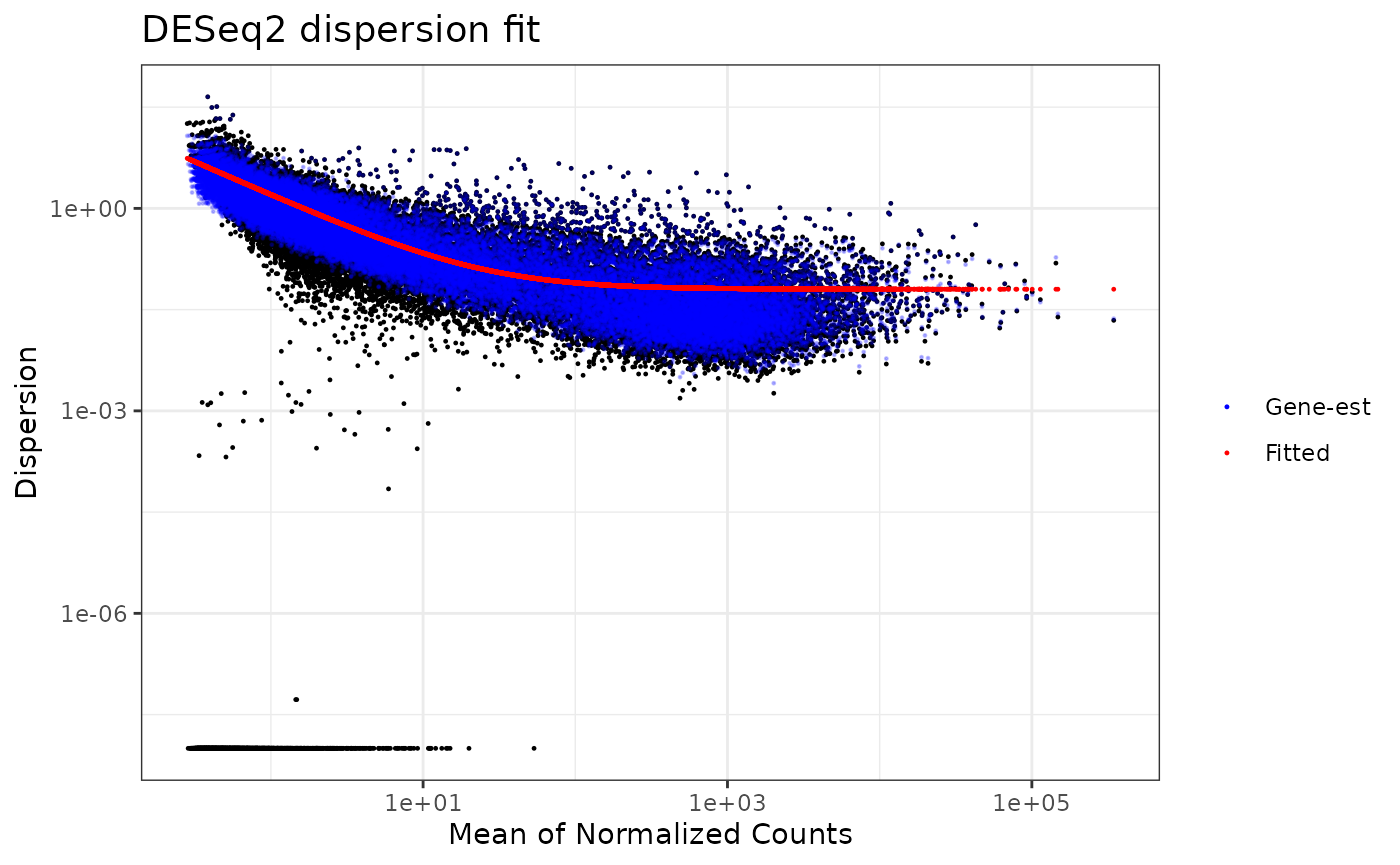 DESeq2 dispersion fit
Dispersion
1e+00
1e-03
1e-06
1e+01
1e+03
1e+05
Mean of Normalized Counts
Gene-est
Fitted